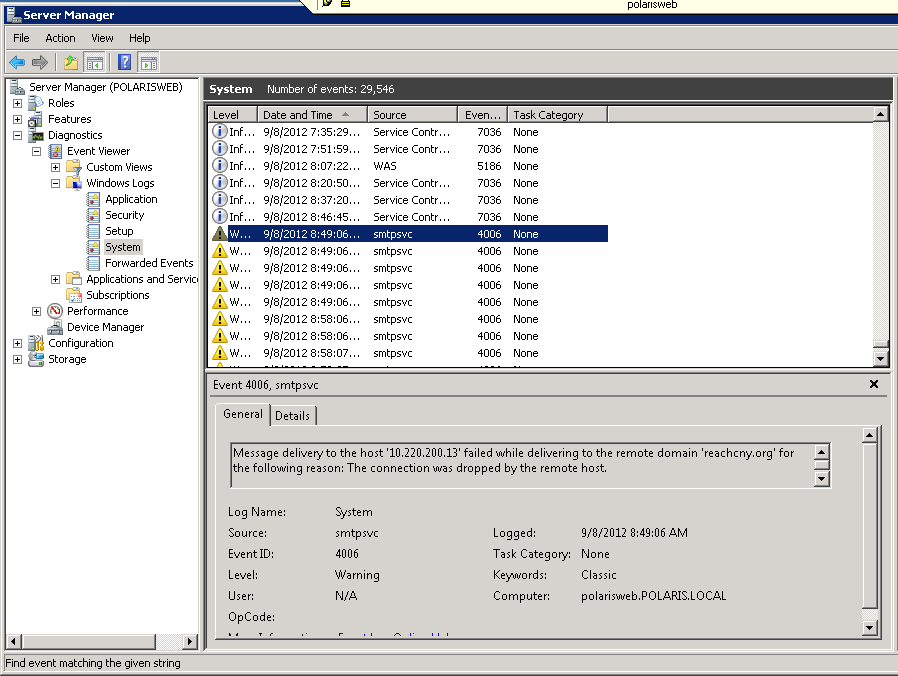 polarisweb
Server Manager
File Action View Help
Server Manager (POLARISWEB)
Roles
Features
Diagnostics
Event Viewer
Custom Views
Windows Logs
Application
Security
Setup
System
Forwarded Events
Applications and Service
Subscriptions
Performance
Device Manager
Configuration
Storage
System Number of events: 29,546
Level Date and Time Source Even... Task Category
Inf... 9/8/2012 7:35:29... Service Contr... 7036 None
Inf... 9/8/2012 7:51:59... Service Contr... 7036 None
Inf... 9/8/2012 8:07:22... WAS 5186 None
Inf... 9/8/2012 8:20:50... Service Contr... 7036 None
Inf... 9/8/2012 8:37:20... Service Contr... 7036 None
Inf... 9/8/2012 8:46:45... Service Contr... 7036 None
W... 9/8/2012 8:49:06... smtpsvc 4006 None
W... 9/8/2012 8:49:06... smtpsvc 4006 None
W... 9/8/2012 8:49:06... smtpsvc 4006 None
W... 9/8/2012 8:49:06... smtpsvc 4006 None
W... 9/8/2012 8:49:06... smtpsvc 4006 None
W... 9/8/2012 8:58:06... smtpsvc 4006 None
W... 9/8/2012 8:58:06... smtpsvc 4006 None
W... 9/8/2012 8:58:07... smtpsvc 4006 None
Event 4006, smtpsvc
General Details
Message delivery to the host '10.220.200.13' failed while delivering to the remote domain 'reachcny.org' for
the following reason: The connection was dropped by the remote host.
Log Name: System
Source: smtpsvc Logged: 9/8/2012 8:49:06 AM
Event ID: 4006 Task Category: None
Level: Warning Keywords: Classic
User: N/A Computer: polarisweb.POLARIS.LOCAL
OpCode:
Find event matching the given string